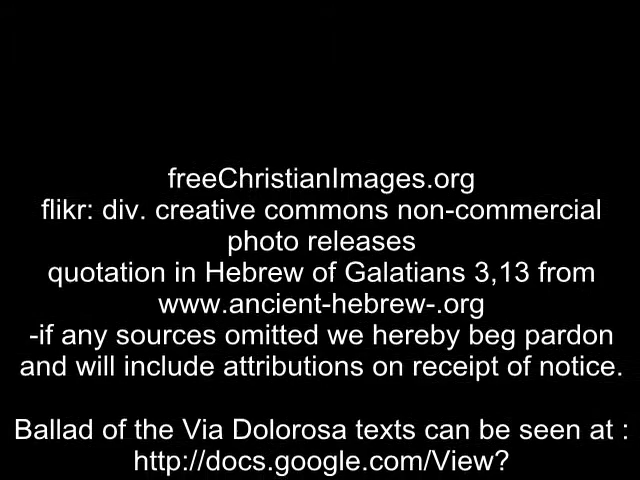 freeChristianImages.org
flikr: div. creative commons non-commercial
photo releases
quotation in Hebrew of Galatians 3,13 from
www.ancient-hebrew-.org
-if any sources omitted we hereby beg pardon
and will include attributions on receipt of notice.
Ballad of the Via Dolorosa texts can be seen at :
http://docs.google.com/View?